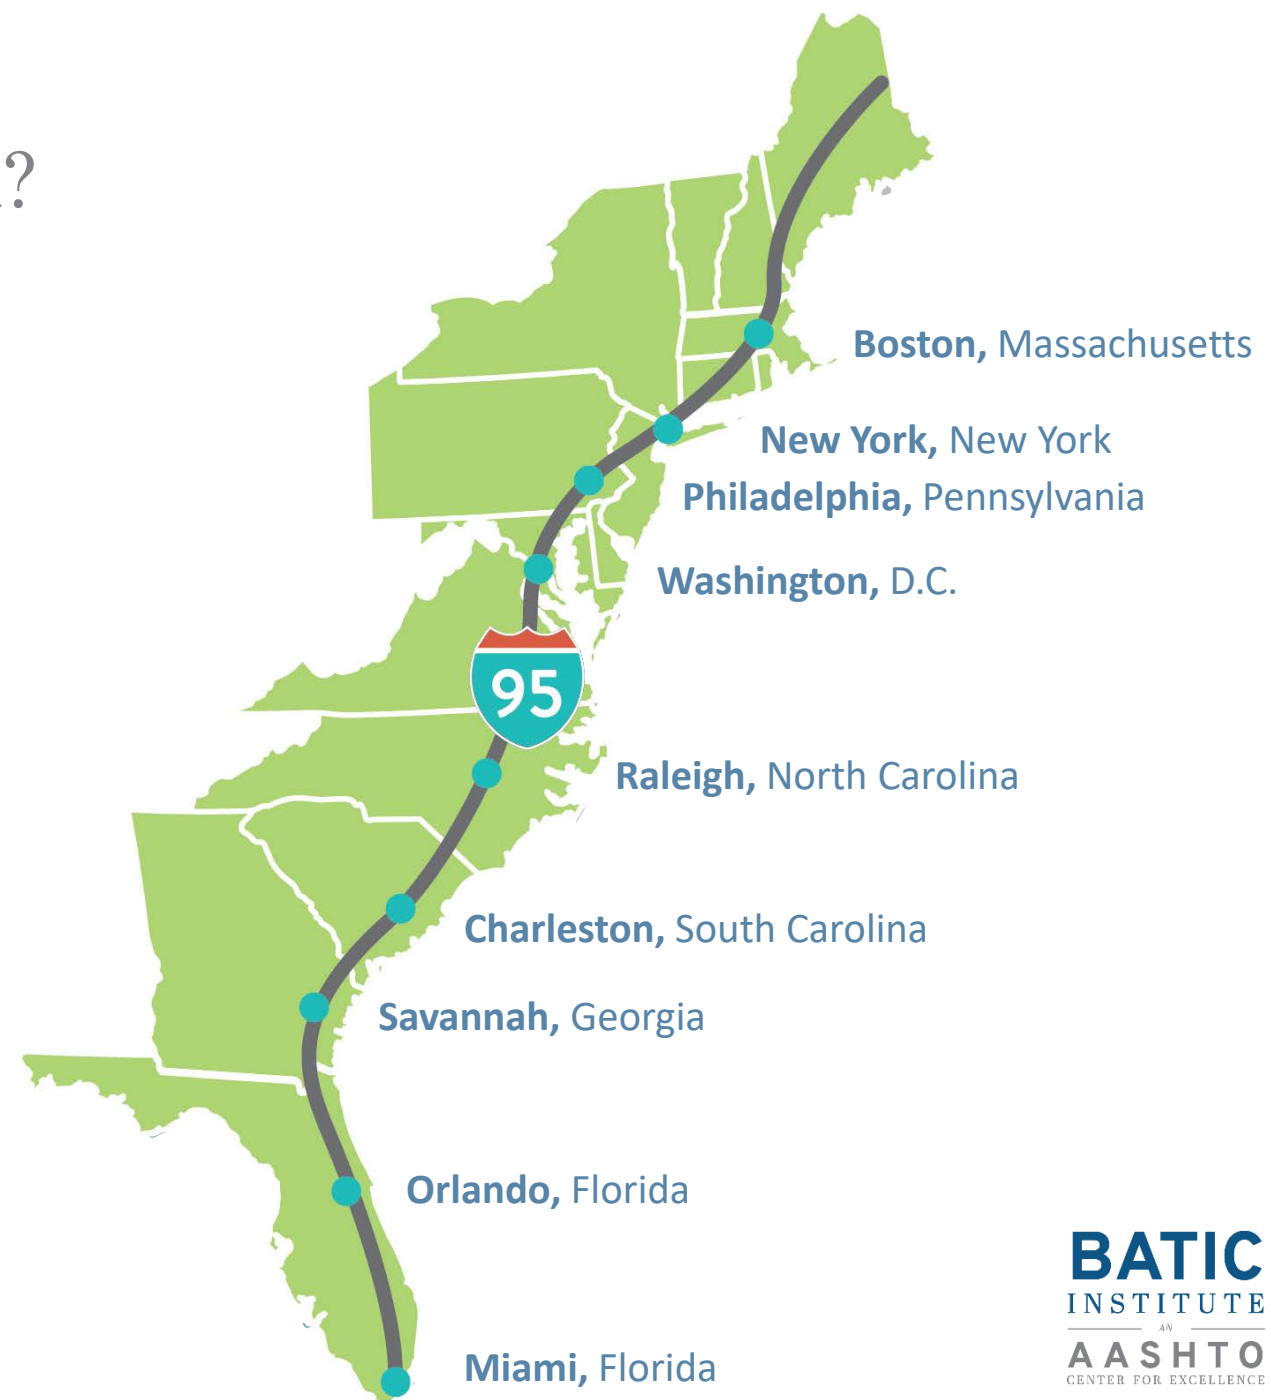 ?
Boston, Massachusetts
New York, New York
Philadelphia, Pennsylvania
Washington, D.C.
95
Raleigh, North Carolina
Charleston, South Carolina
Savannah, Georgia
Orlando, Florida
Miami, Florida
BATIC
INSTITUTE
AN
AASHTO
CENTER FOR EXCELLENCE